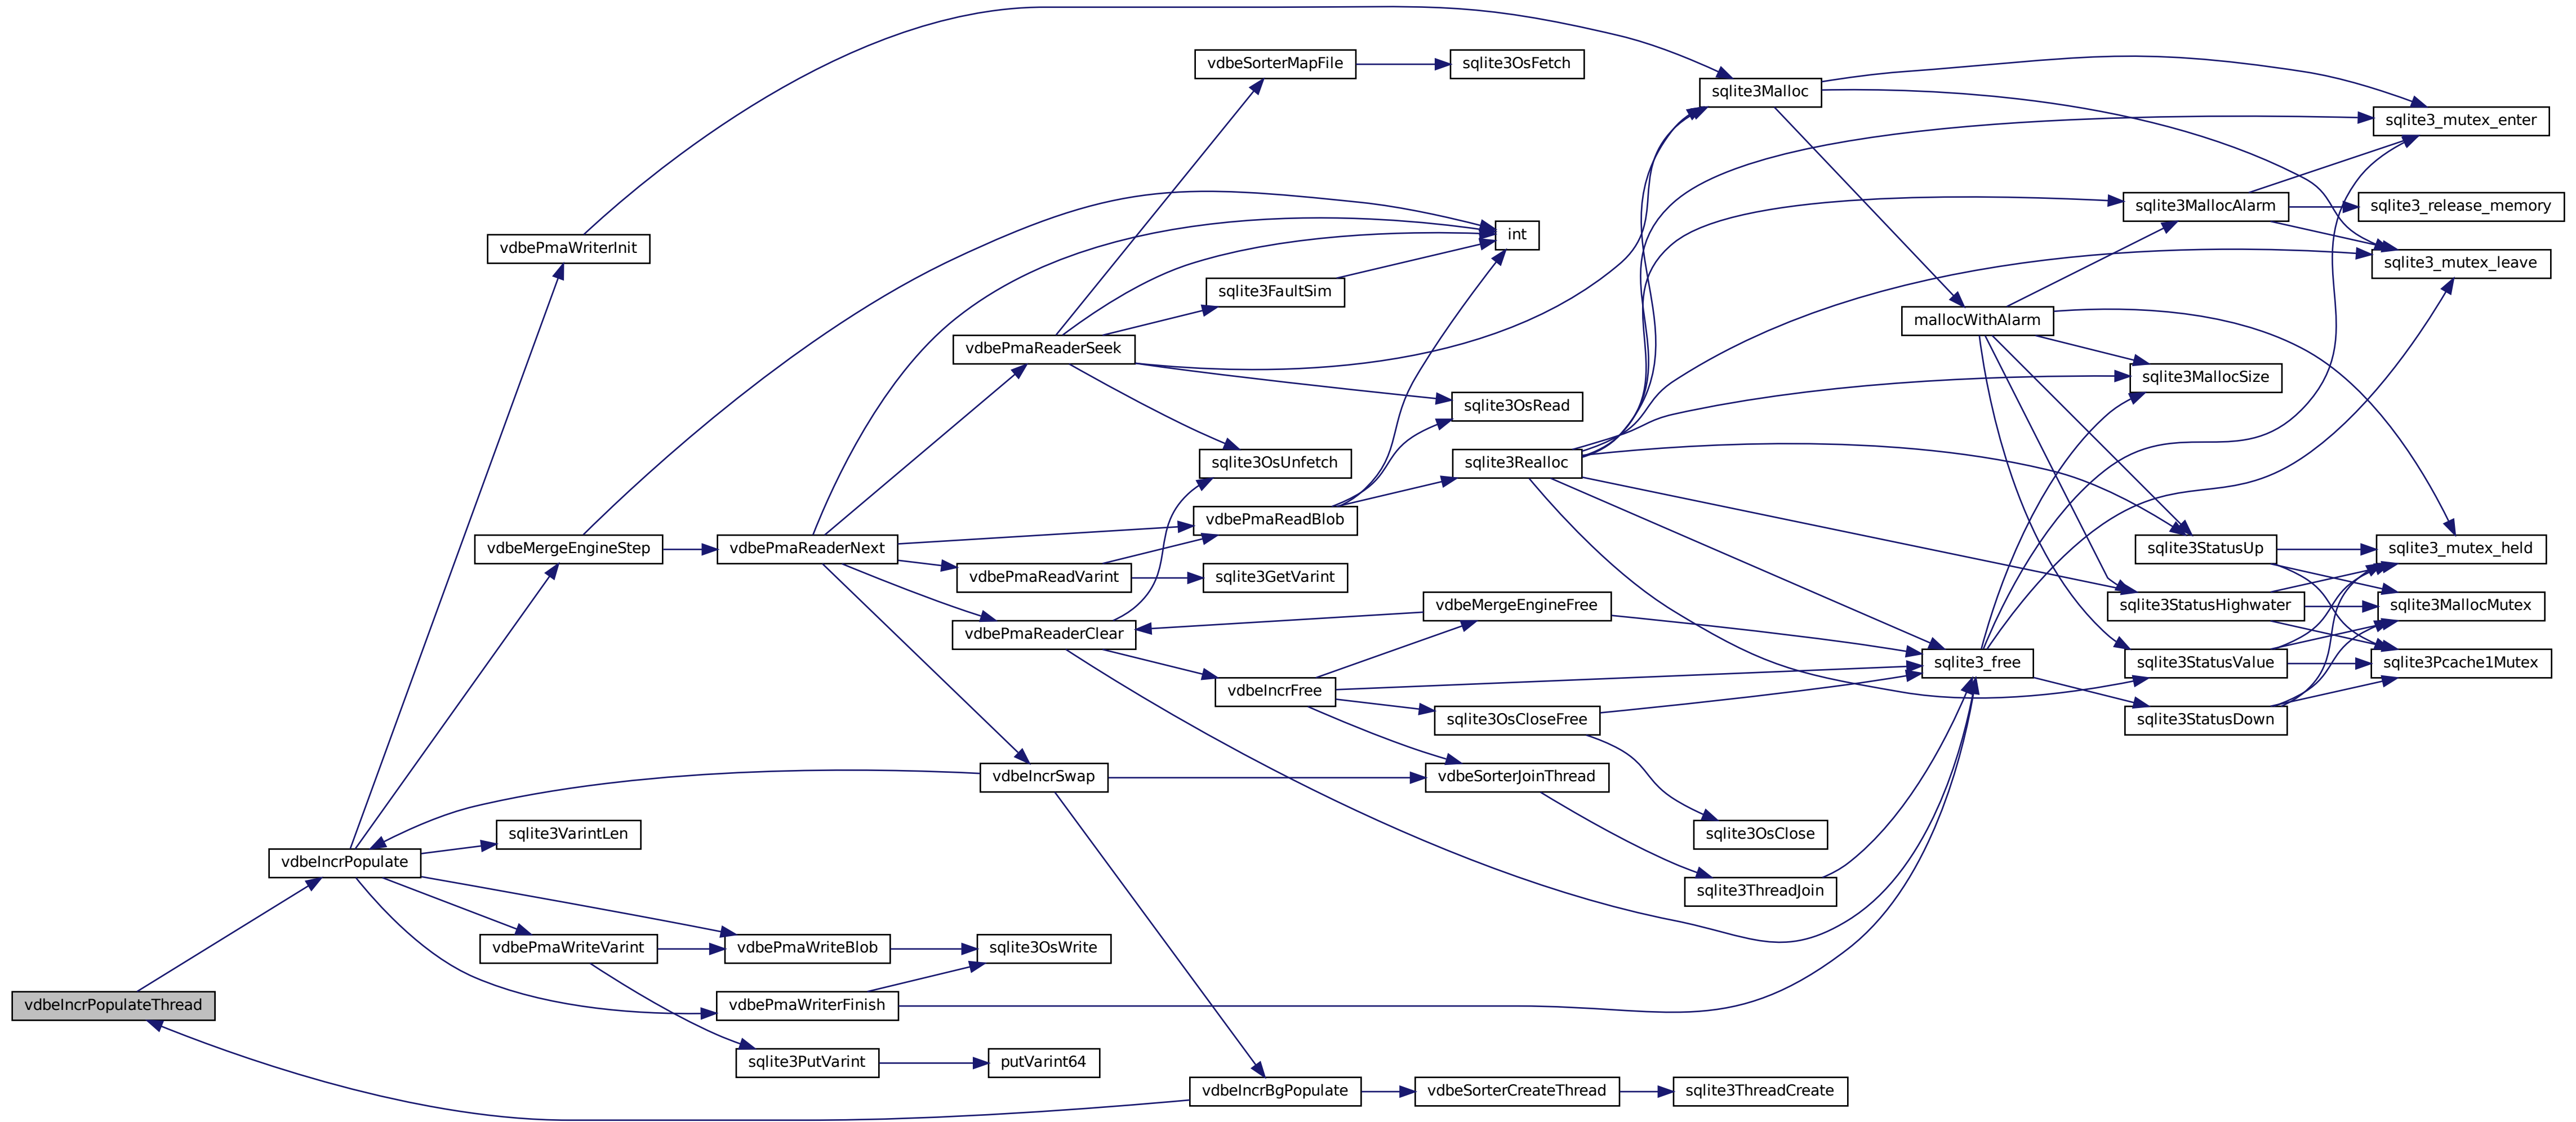 vdbeSorterMapFile
sqlite3OsFetch
sqlite3Malloc
sqlite3_mutex_enter
sqlite3MallocAlarm
sqlite3_release_memory
vdbePmaWriterInit
int
sqlite3_mutex_leave
sqlite3FaultSim
mallocWithAlarm
vdbePmaReaderSeek
sqlite3MallocSize
sqlite3OsRead
sqlite3OsUnfetch
sqlite3Realloc
vdbePmaReadBlob
vdbeMergeEngineStep
vdbePmaReaderNext
sqlite3StatusUp
sqlite3_mutex_held
vdbePmaReadVarint
sqlite3GetVarint
vdbeMergeEngineFree
sqlite3StatusHighwater
sqlite3MallocMutex
vdbePmaReaderClear
sqlite3_free
sqlite3StatusValue
sqlite3Pcache1Mutex
vdbeIncrFree
sqlite3OsCloseFree
sqlite3StatusDown
vdbeIncrSwap
vdbeSorterJoinThread
sqlite3VarintLen
sqlite3OsClose
vdbeIncrPopulate
sqlite3ThreadJoin
vdbePmaWriteVarint
vdbePmaWriteBlob
sqlite3OsWrite
vdbeIncrPopulateThread
vdbePmaWriterFinish
sqlite3PutVarint
putVarint64
vdbeIncrBgPopulate
vdbeSorterCreateThread
sqlite3ThreadCreate